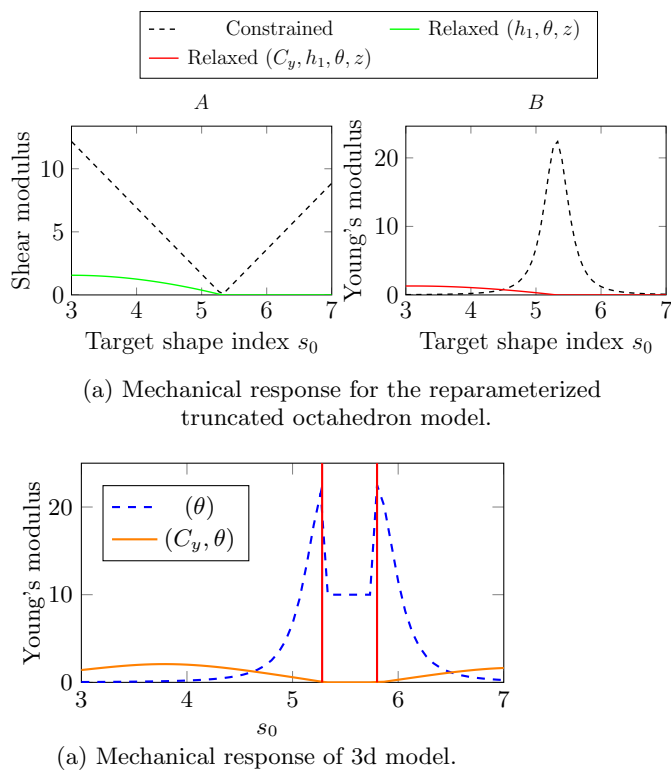 Constrained
Relaxed (h₁, θ, z)
Relaxed (C_y, h₁, θ, z)
A
B
Shear modulus
10
5
0
3 4 5 6 7
Target shape index s₀
Young's modulus
20
10
0
3 4 5 6 7
Target shape index s₀
(a) Mechanical response for the reparameterized
truncated octahedron model.
Young's modulus
20
10
0
(θ)
(C_y, θ)
3 4 5 6 7
s₀
(a) Mechanical response of 3d model.